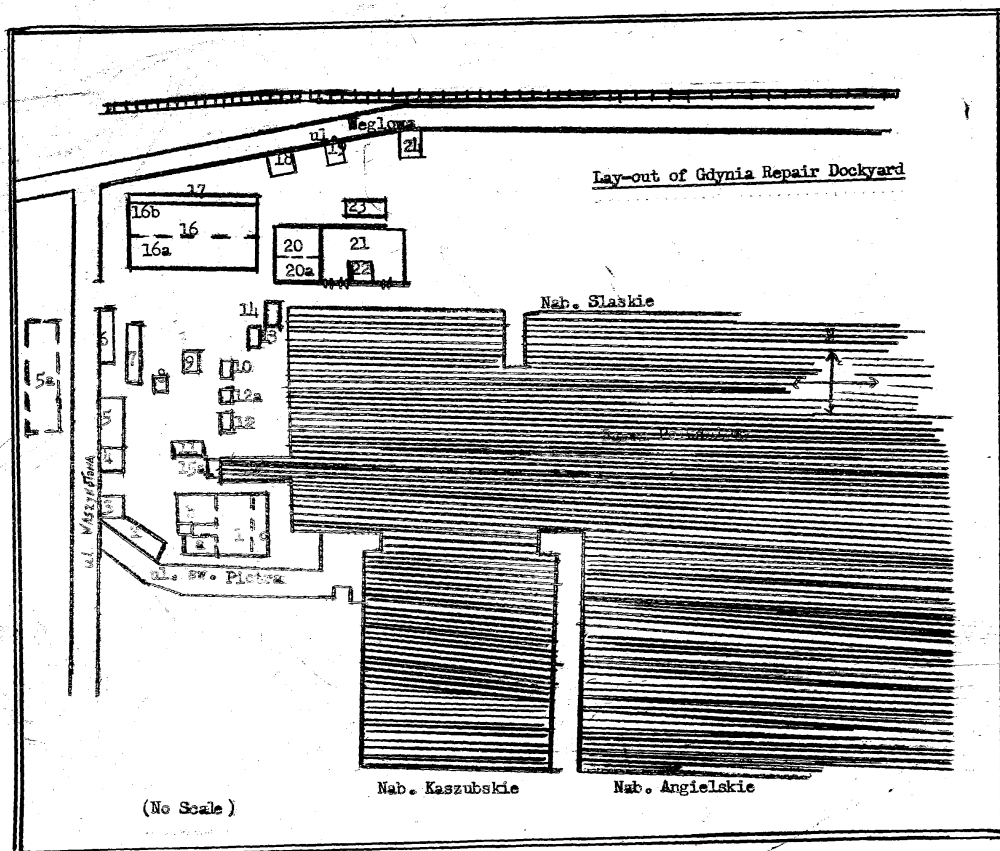 ul. Weglowa
18
19
24
Lay-out of Gdynia Repair Dockyard
17
16b
16
16a
23
20
21
20a
22
14
13
Nab. Slaskie
N
6
7
9
10
5a
12a
5
12
4
15a
1
ul. WASZYNGTONA
ul. sw. Piotra
Nab. Kaszubskie
Nab. Angielskie
(No Scale)